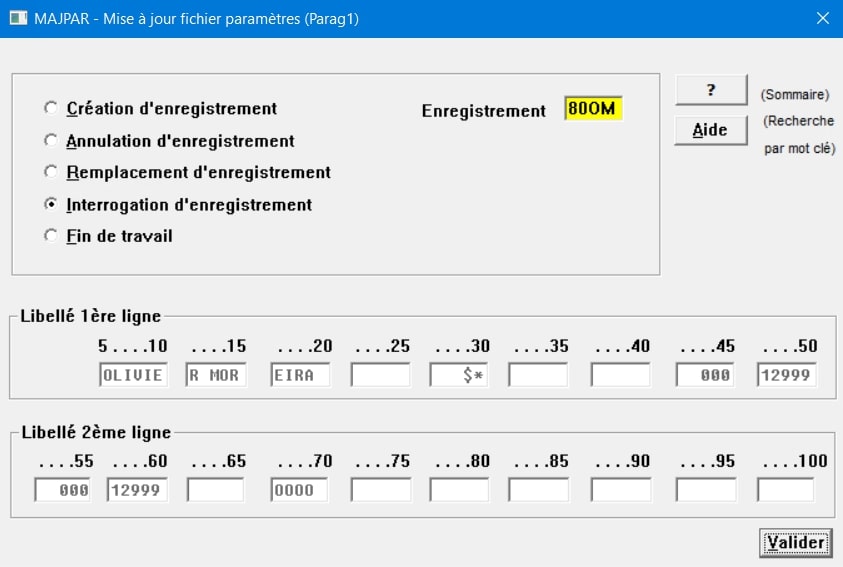 MAJPAR - Mise à jour fichier paramètres (Parag1)
Création d'enregistrement
Enregistrement 80OM
? (Sommaire)
Annulation d'enregistrement
Aide (Recherche par mot clé)
Remplacement d'enregistrement
Interrogation d'enregistrement
Fin de travail
Libellé 1ère ligne
5....10 ....15 ....20 ....25 ....30 ....35 ....40 ....45 ....50
OLIVIE R MOR EIRA $* 000 12999
Libellé 2ème ligne
....55 ....60 ....65 ....70 ....75 ....80 ....85 ....90 ....95 ....100
000 12999 0000
Valider